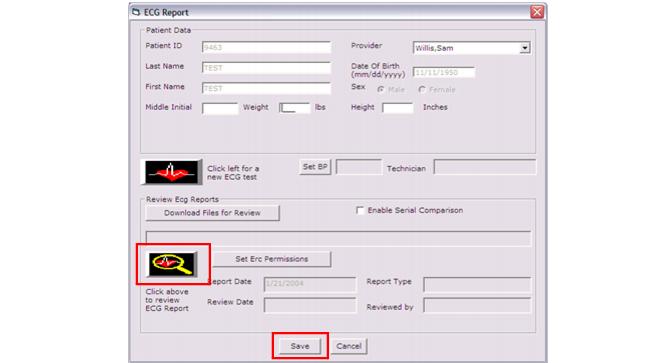 ECG Report
Patient Data
Patient ID 9463 Provider Willis,Sam
Last Name TEST Date Of Birth (mm/dd/yyyy) 11/11/1950
First Name TEST Sex Male Female
Middle Initial Weight lbs Height Inches
Click left for a
new ECG test
Set BP Technician
Review Ecg Reports
Download Files for Review Enable Serial Comparison
Set Erc Permissions
Report Date 1/21/2004 Report Type
Click above
to review
ECG Report
Review Date Reviewed by
Save Cancel